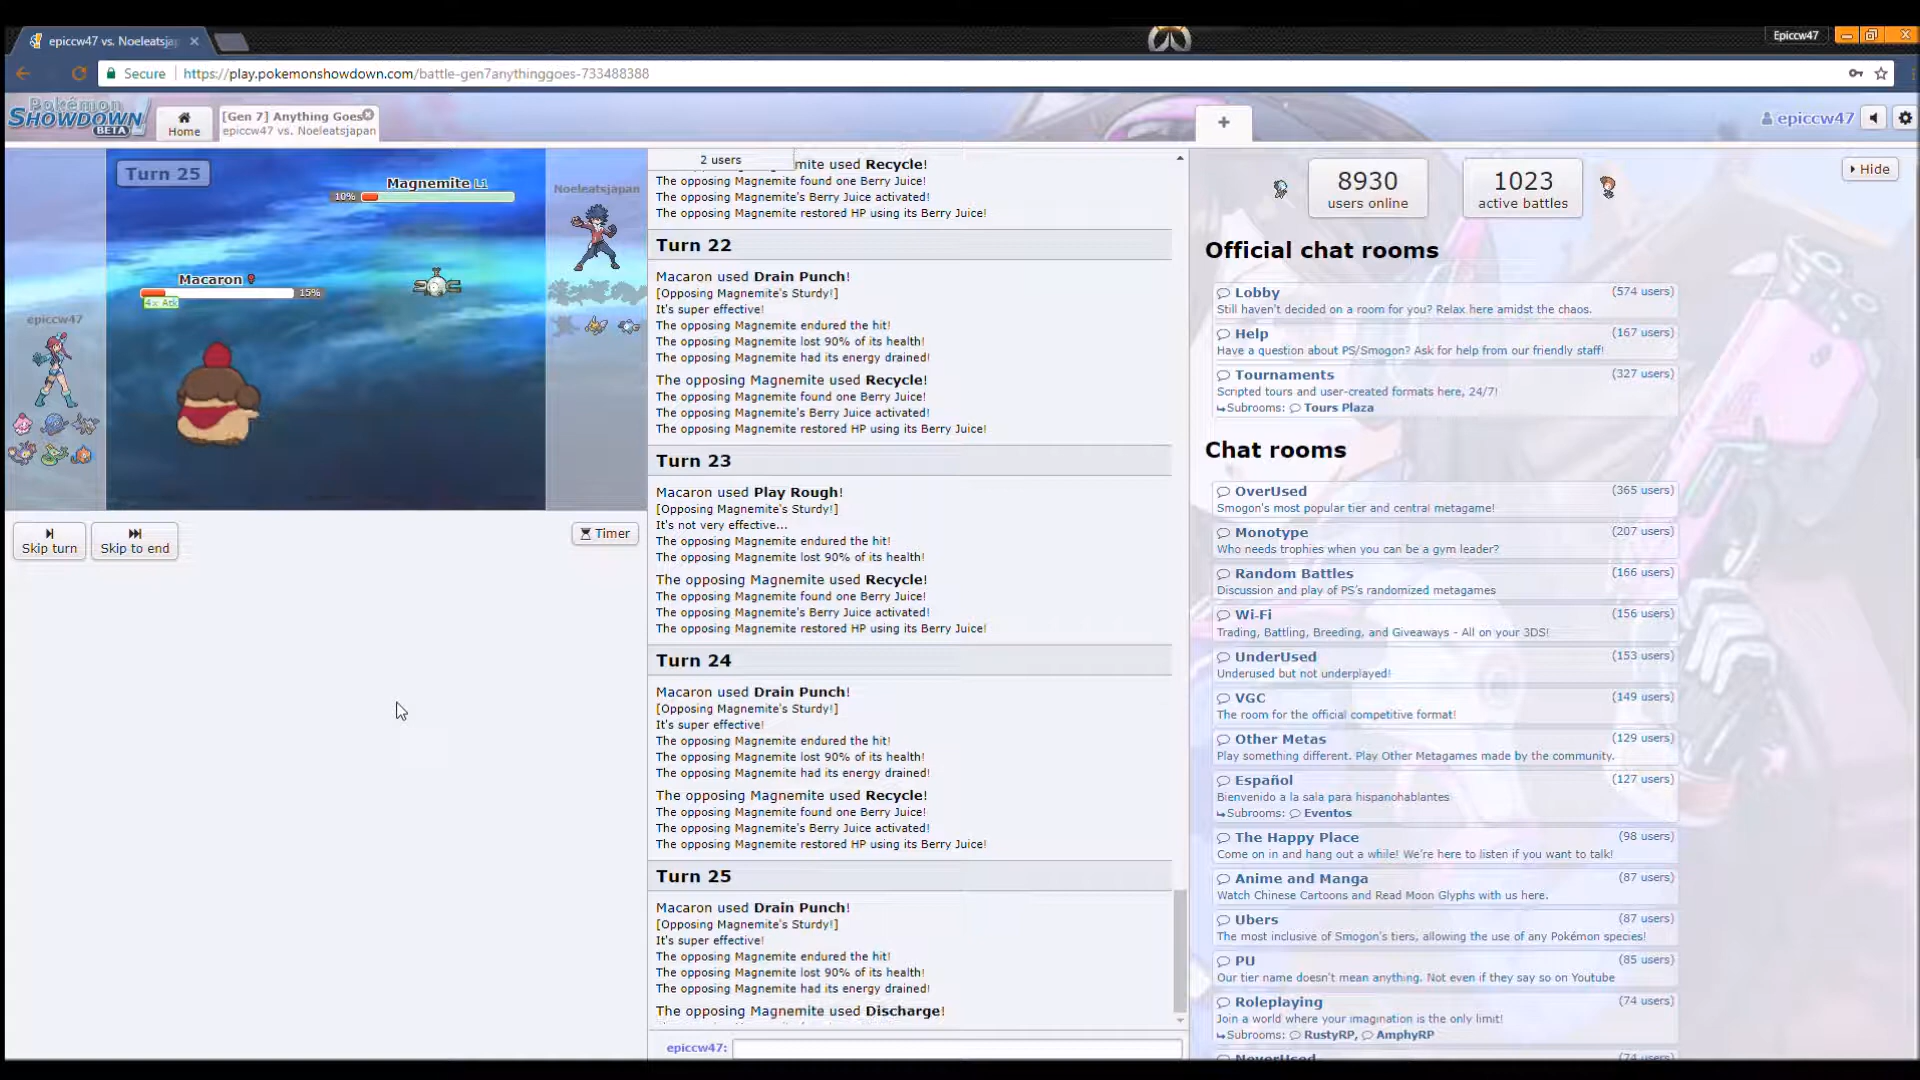 epiccw47 vs. Noeleatsja
Epiccw47
Secure
https://play.pokemonshowdown.com/battle-gen7anythinggoes-733488388
Pokémon
SHOWDOWN
BETA
Home
[Gen 7] Anything Goes
epiccw47 vs. Noeleatsjapan
+
epiccw47
Turn 25
Magnemite L1
10%
Noeleatsjapan
Macaron
15%
4x Atk
epiccw47
Skip turn
Skip to end
Timer
2 users
mite used Recycle!
The opposing Magnemite found one Berry Juice!
The opposing Magnemite's Berry Juice activated!
The opposing Magnemite restored HP using its Berry Juice!
Turn 22
Macaron used Drain Punch!
[Opposing Magnemite's Sturdy!]
It's super effective!
The opposing Magnemite endured the hit!
The opposing Magnemite lost 90% of its health!
The opposing Magnemite had its energy drained!
The opposing Magnemite used Recycle!
The opposing Magnemite found one Berry Juice!
The opposing Magnemite's Berry Juice activated!
The opposing Magnemite restored HP using its Berry Juice!
Turn 23
Macaron used Play Rough!
[Opposing Magnemite's Sturdy!]
It's not very effective...
The opposing Magnemite endured the hit!
The opposing Magnemite lost 90% of its health!
The opposing Magnemite used Recycle!
The opposing Magnemite found one Berry Juice!
The opposing Magnemite's Berry Juice activated!
The opposing Magnemite restored HP using its Berry Juice!
Turn 24
Macaron used Drain Punch!
[Opposing Magnemite's Sturdy!]
It's super effective!
The opposing Magnemite endured the hit!
The opposing Magnemite lost 90% of its health!
The opposing Magnemite had its energy drained!
The opposing Magnemite used Recycle!
The opposing Magnemite found one Berry Juice!
The opposing Magnemite's Berry Juice activated!
The opposing Magnemite restored HP using its Berry Juice!
Turn 25
Macaron used Drain Punch!
[Opposing Magnemite's Sturdy!]
It's super effective!
The opposing Magnemite endured the hit!
The opposing Magnemite lost 90% of its health!
The opposing Magnemite had its energy drained!
The opposing Magnemite used Discharge!
epiccw47:
8930
users online
1023
active battles
Hide
Official chat rooms
Lobby (574 users)
Still haven't decided on a room for you? Relax here amidst the chaos.
Help (167 users)
Have a question about PS/Smogon? Ask for help from our friendly staff!
Tournaments (327 users)
Scripted tours and user-created formats here, 24/7!
Subrooms: Tours Plaza
Chat rooms
OverUsed (365 users)
Smogon's most popular tier and central metagame!
Monotype (207 users)
Who needs trophies when you can be a gym leader?
Random Battles (166 users)
Discussion and play of PS's randomized metagames
Wi-Fi (156 users)
Trading, Battling, Breeding, and Giveaways - All on your 3DS!
UnderUsed (153 users)
Underused but not underplayed!
VGC (149 users)
The room for the official competitive format!
Other Metas (129 users)
Play something different. Play Other Metagames made by the community.
Español (127 users)
Bienvenido a la sala para hispanohablantes
Subrooms: Eventos
The Happy Place (98 users)
Come on in and hang out a while! We're here to listen if you want to talk!
Anime and Manga (87 users)
Watch Chinese Cartoons and Read Moon Glyphs with us here.
Ubers (87 users)
The most inclusive of Smogon's tiers, allowing the use of any Pokémon species!
PU (85 users)
Our tier name doesn't mean anything. Not even if they say so on Youtube
Roleplaying (74 users)
Join a world where your imagination is the only limit!
Subrooms: RustyRP, AmphyRP
NeverUsed (74 users)